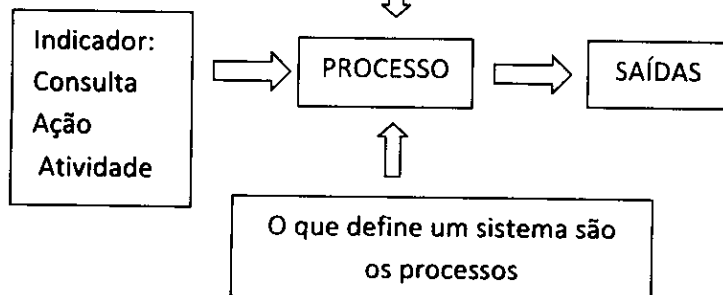 Indicador:
Consulta
Ação
Atividade
PROCESSO
SAÍDAS
O que define um sistema são
os processos